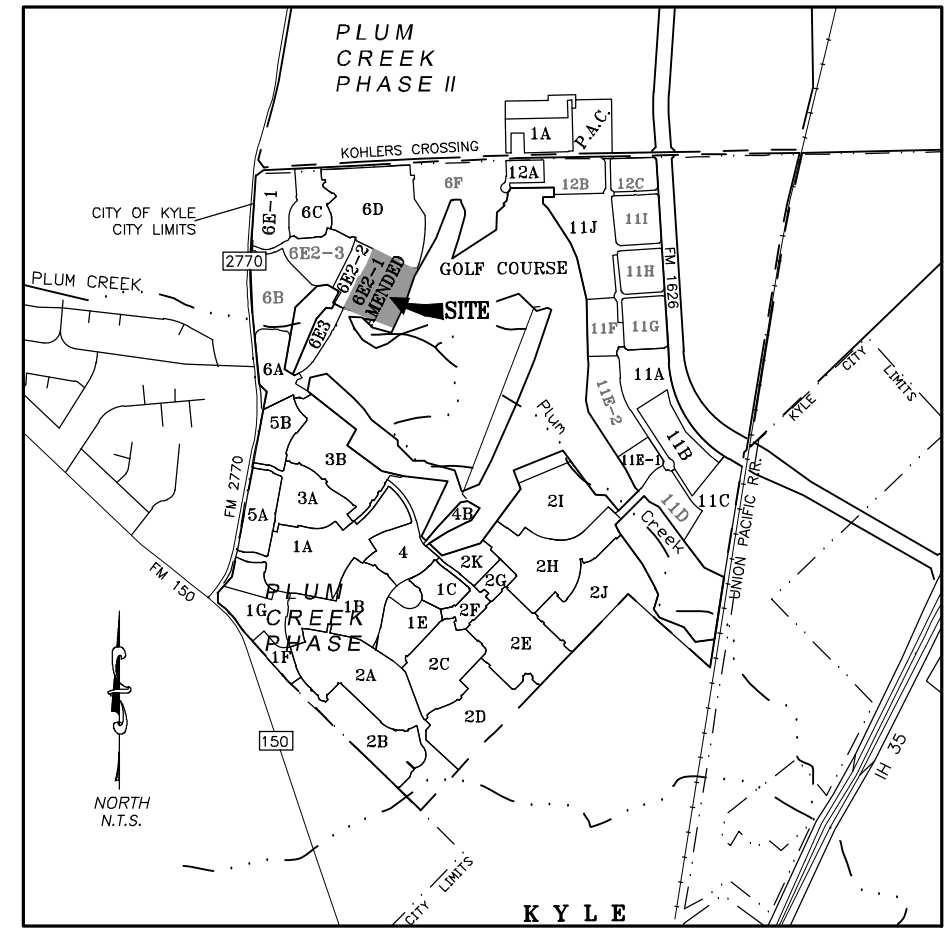 PLUM
CREEK
PHASE II
1A
P.A.C.
KOHLERS CROSSING
12A
6F
12B
12C
6E-1
6C
6D
CITY OF KYLE
CITY LIMITS
11J
11I
6E2-3
6E2-2
6E2-1
AMENDED
2770
GOLF COURSE
11H
FM 1626
PLUM CREEK
6B
SITE
6E3
11F
11G
6A
11A
CITY
LIMITS
KYLE
11E-2
5B
Plum
11B
3B
11E-1
FM 2770
3A
5A
4B
2I
11D
11C
Creek
UNION PACIFIC R.R.
1A
4
2K
2H
2G
1C
2J
FM 150
PLUM
CREEK
PHASE I
1G
1B
2F
1E
2E
1F
2A
2C
2D
150
2B
IH 35
NORTH
N.T.S.
CITY LIMITS
KYLE